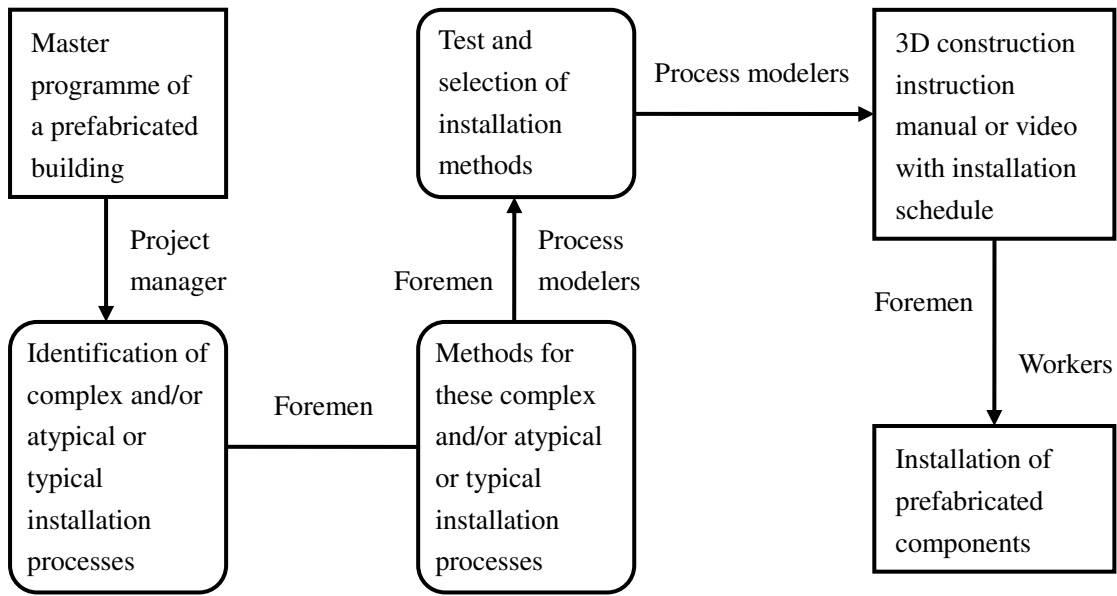 Master
programme of
a prefabricated
building
Project
manager
Identification of
complex and/or
atypical or
typical
installation
processes
Foremen
Methods for
these complex
and/or atypical
or typical
installation
processes
Foremen
Process
modelers
Test and
selection of
installation
methods
Process modelers
3D construction
instruction
manual or video
with installation
schedule
Foremen
Workers
Installation of
prefabricated
components